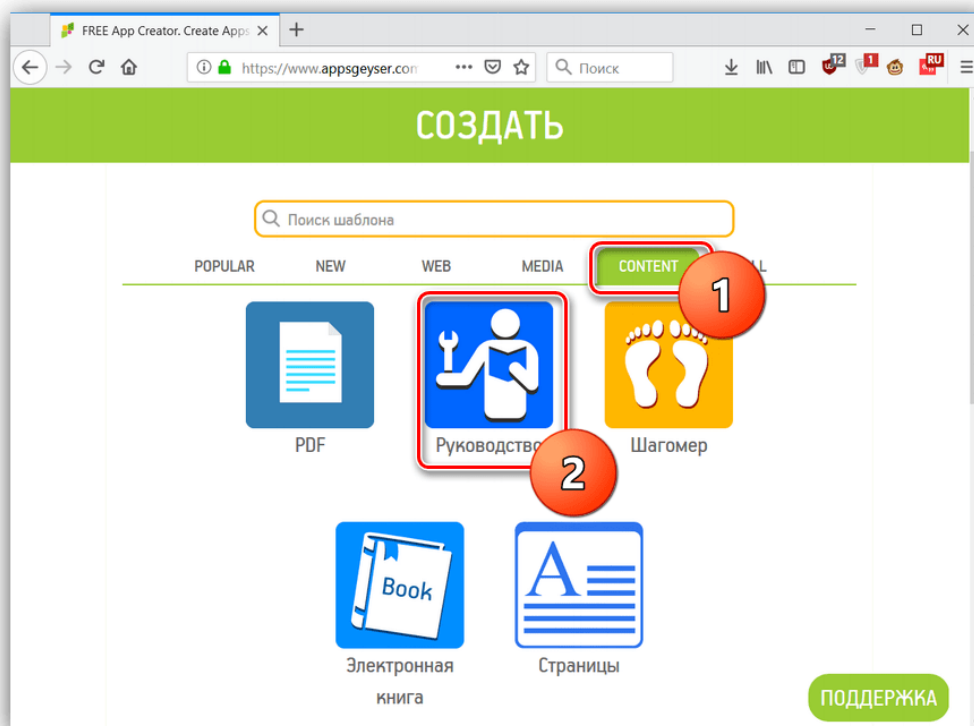 FREE App Creator. Create Apps
https://www.appsgeyser.com
Поиск
12
1
RU
СОЗДАТЬ
Поиск шаблона
POPULAR NEW WEB MEDIA CONTENT
1
PDF
Руководство
Шагомер
2
Book
A
Электронная
книга
Страницы
ПОДДЕРЖКА